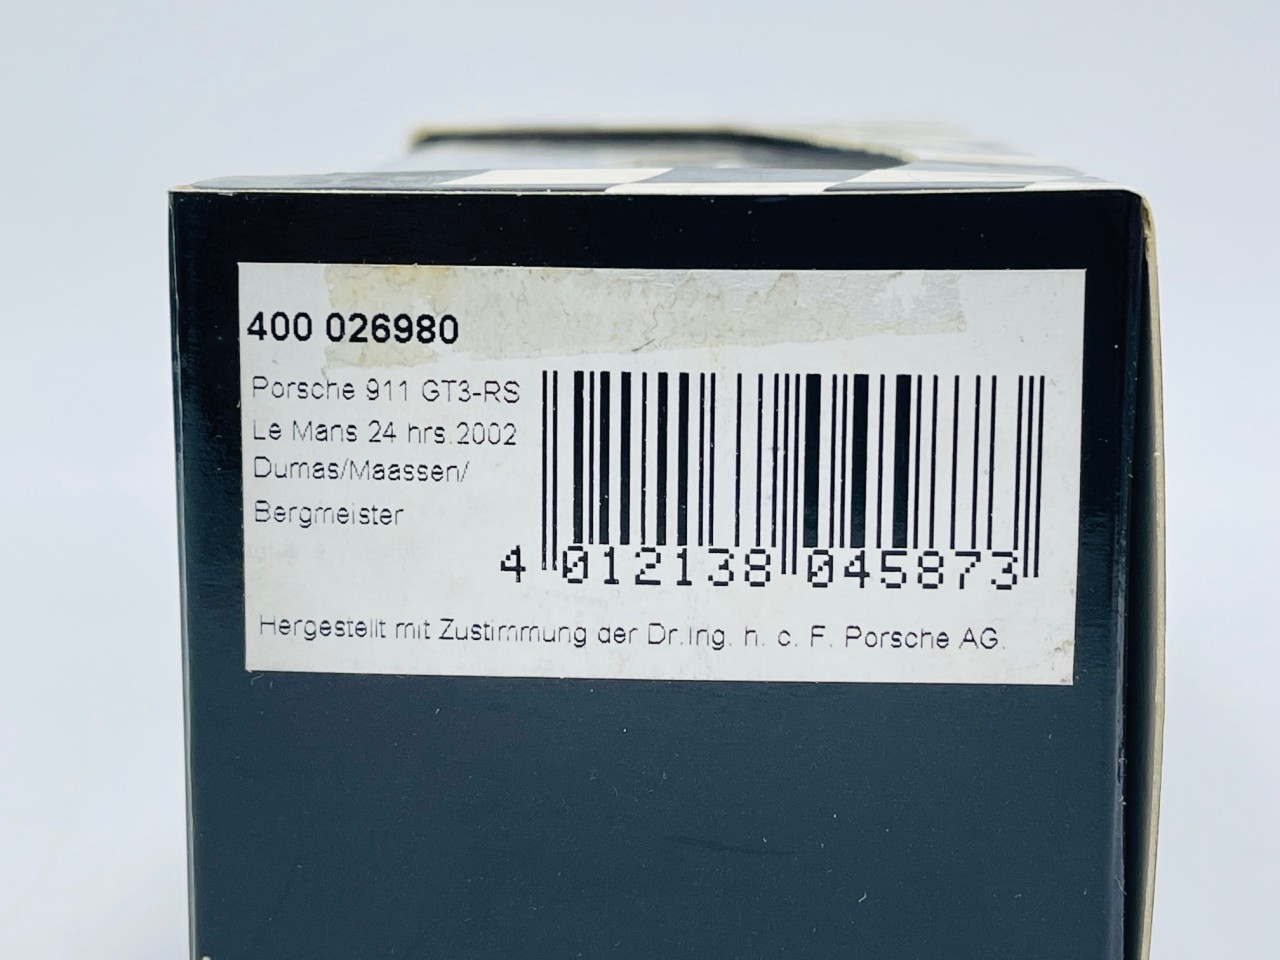 400 026980
Porsche 911 GT3-RS
Le Mans 24 hrs.2002
Dumas/Maassen/
Bergmeister
4 012138 045873
Hergestellt mit Zustimmung der Dr.Ing. h. c. F. Porsche AG.